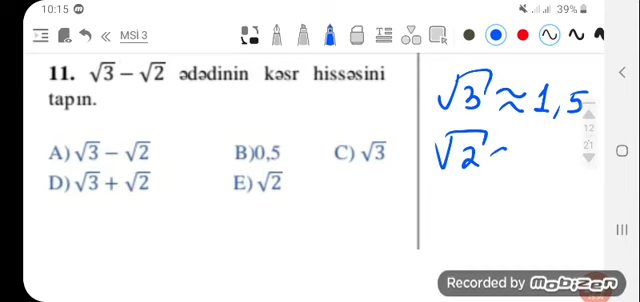 10:15 39%
MSİ 3
11. √3 − √2 ədədinin kəsr hissəsini
tapın.
A) √3 − √2 B)0,5 C) √3
D) √3 + √2 E) √2
√3 ≈ 1,5
√2
12
21
Recorded by Mobizen